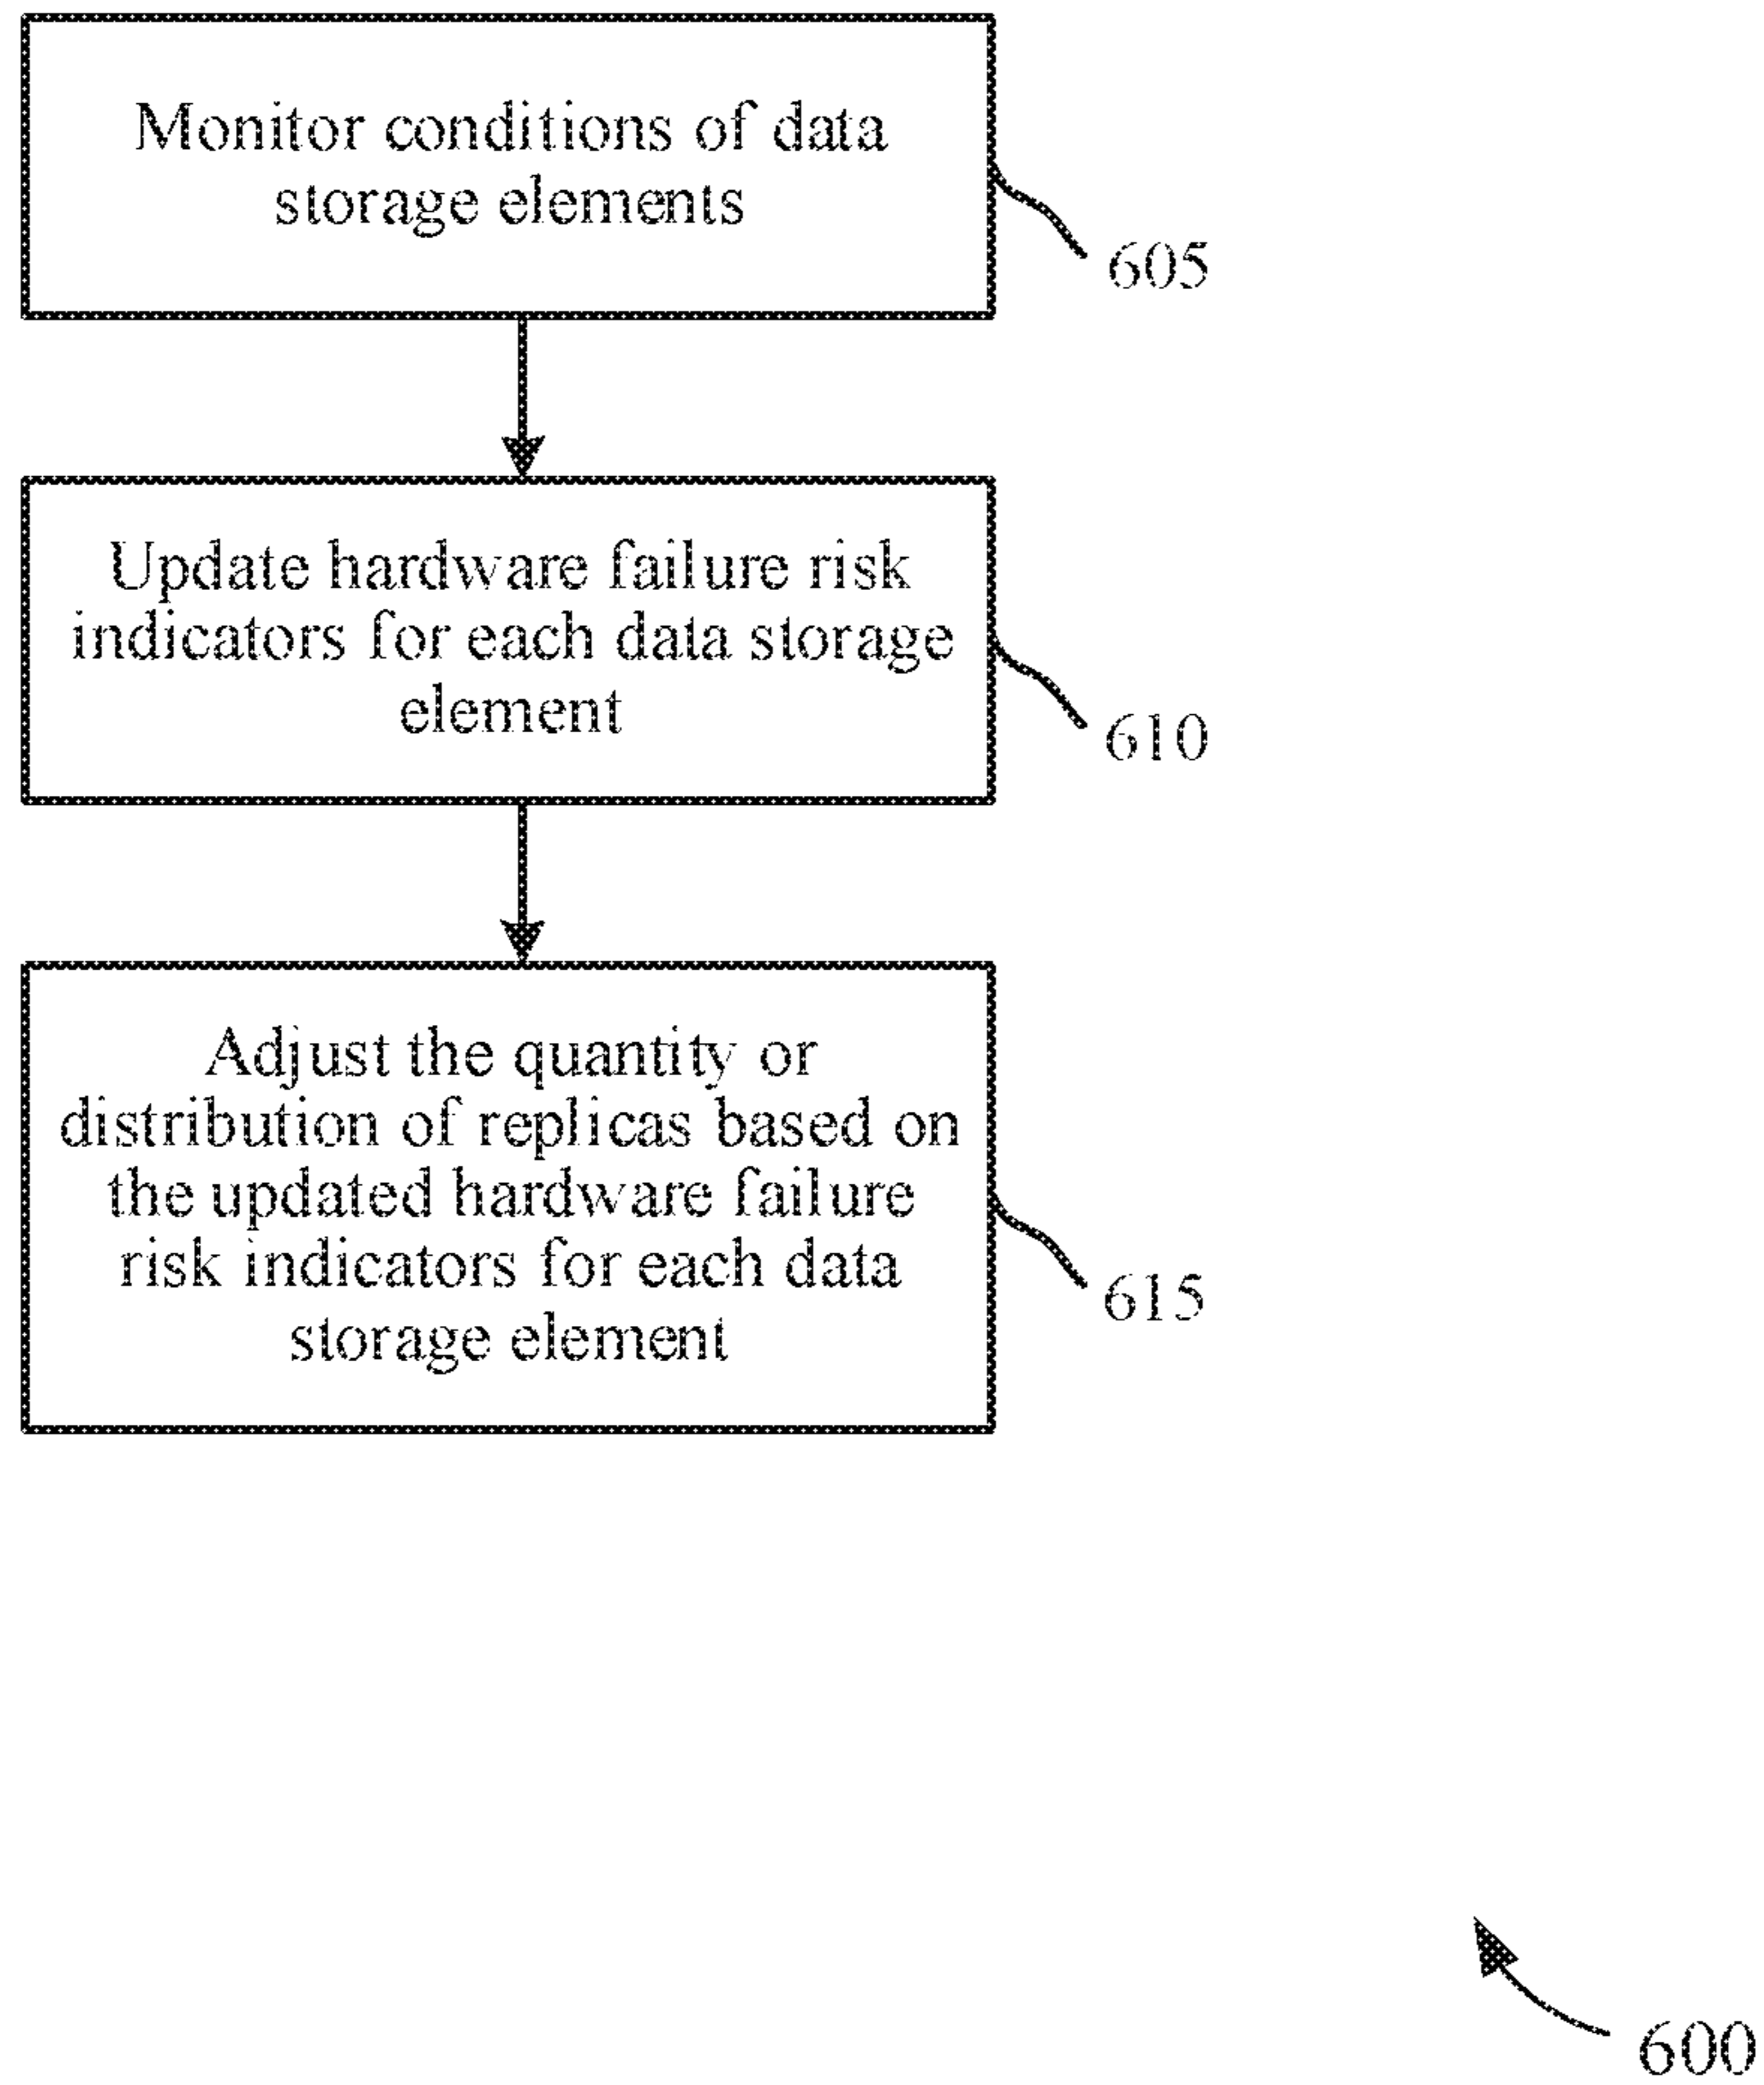 Monitor conditions of data
storage elements
605
Update hardware failure risk
indicators for each data storage
element
610
Adjust the quantity or
distribution of replicas based on
the updated hardware failure
risk indicators for each data
storage element
615
600